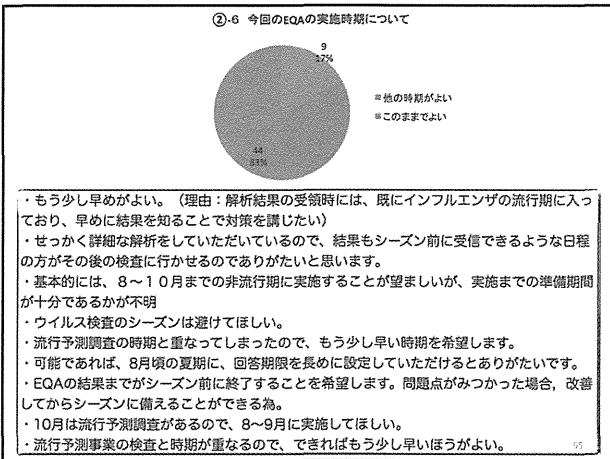 ②-6 今回のEQAの実施時期について
9
17%
他の時期がよい
このままでよい
44
83%
・もう少し早めがよい。（理由：解析結果の受領時には、既にインフルエンザの流行期に入っ
ており、早めに結果を知ることで対策を講じたい）
・せっかく詳細な解析をしていただいているので、結果もシーズン前に受信できるような日程
の方がその後の検査に行かせるのでありがたいと思います。
・基本的には、８～１０月までの非流行期に実施することが望ましいが、実施までの準備期間
が十分であるかが不明
・ウイルス検査のシーズンは避けてほしい。
・流行予測調査の時期と重なってしまったので、もう少し早い時期を希望します。
・可能であれば、8月頃の夏期に、回答期限を長めに設定していただけるとありがたいです。
・EQAの結果までがシーズン前に終了することを希望します。問題点がみつかった場合，改善
してからシーズンに備えることができる為。
・10月は流行予測調査があるので、8～9月に実施してほしい。
・流行予測事業の検査と時期が重なるので、できればもう少し早いほうがよい。
55